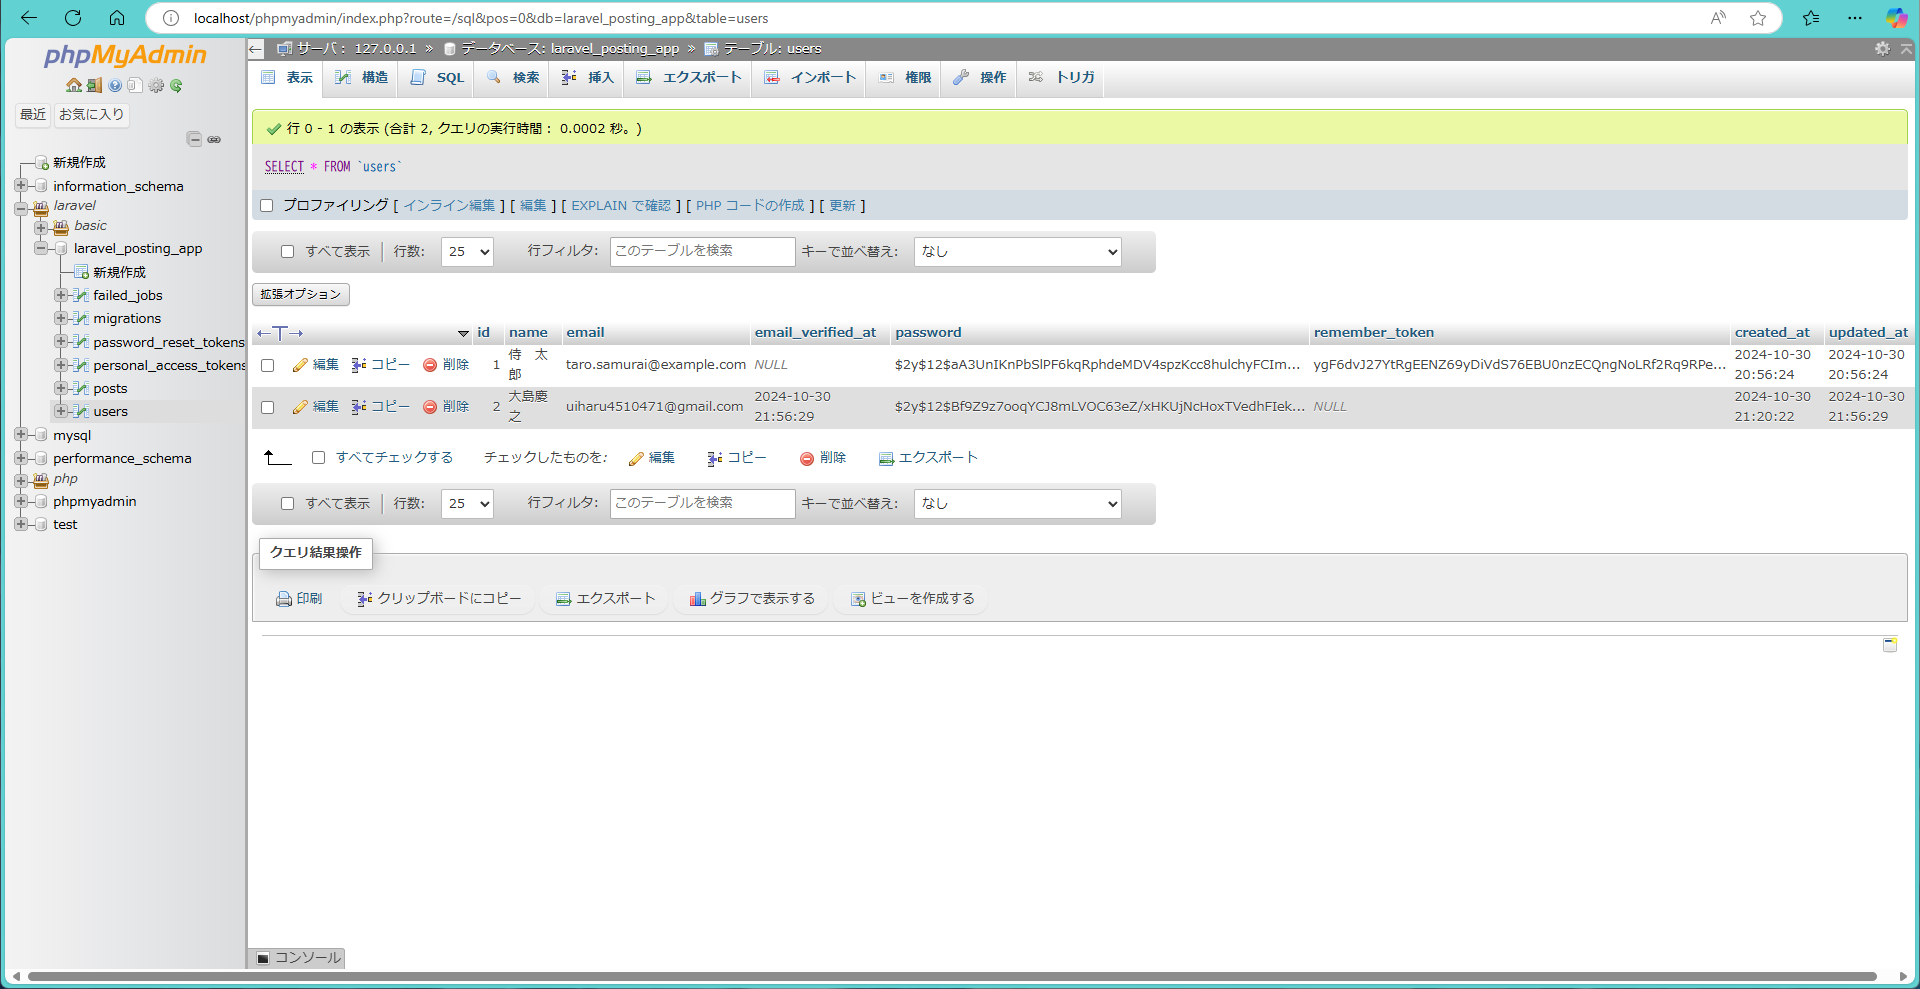 localhost/phpmyadmin/index.php?route=/sql&pos=0&db=laravel_posting_app&table=users
phpMyAdmin
最近 お気に入り
新規作成
information_schema
laravel
basic
laravel_posting_app
新規作成
failed_jobs
migrations
password_reset_tokens
personal_access_tokens
posts
users
mysql
performance_schema
php
phpmyadmin
test
サーバ: 127.0.0.1 » データベース: laravel_posting_app » テーブル: users
表示 構造 SQL 検索 挿入 エクスポート インポート 権限 操作 トリガ
行 0 - 1 の表示 (合計 2, クエリの実行時間: 0.0002 秒。)
SELECT * FROM `users`
プロファイリング [ インライン編集 ] [ 編集 ] [ EXPLAIN で確認 ] [ PHP コードの作成 ] [ 更新 ]
すべて表示 行数: 25 行フィルタ: このテーブルを検索 キーで並べ替え: なし
拡張オプション
←T→ id name email email_verified_at password remember_token created_at updated_at
編集 コピー 削除 1 侍 太郎 taro.samurai@example.com NULL $2y$12$aA3UnIKnPbSlPF6kqRphdeMDV4spzKcc8hulchyFCIm... ygF6dvJ27YtRgEENZ69yDiVdS76EBU0nzECQngNoLRf2Rq9RPe... 2024-10-30 20:56:24 2024-10-30 20:56:24
編集 コピー 削除 2 大島慶之 uiharu4510471@gmail.com 2024-10-30 21:56:29 $2y$12$Bf9Z9z7ooqYCJ8mLVOC63eZ/xHKUjNcHoxTVedhFIek... NULL 2024-10-30 21:20:22 2024-10-30 21:56:29
すべてチェックする チェックしたものを: 編集 コピー 削除 エクスポート
すべて表示 行数: 25 行フィルタ: このテーブルを検索 キーで並べ替え: なし
クエリ結果操作
印刷 クリップボードにコピー エクスポート グラフで表示する ビューを作成する
コンソール